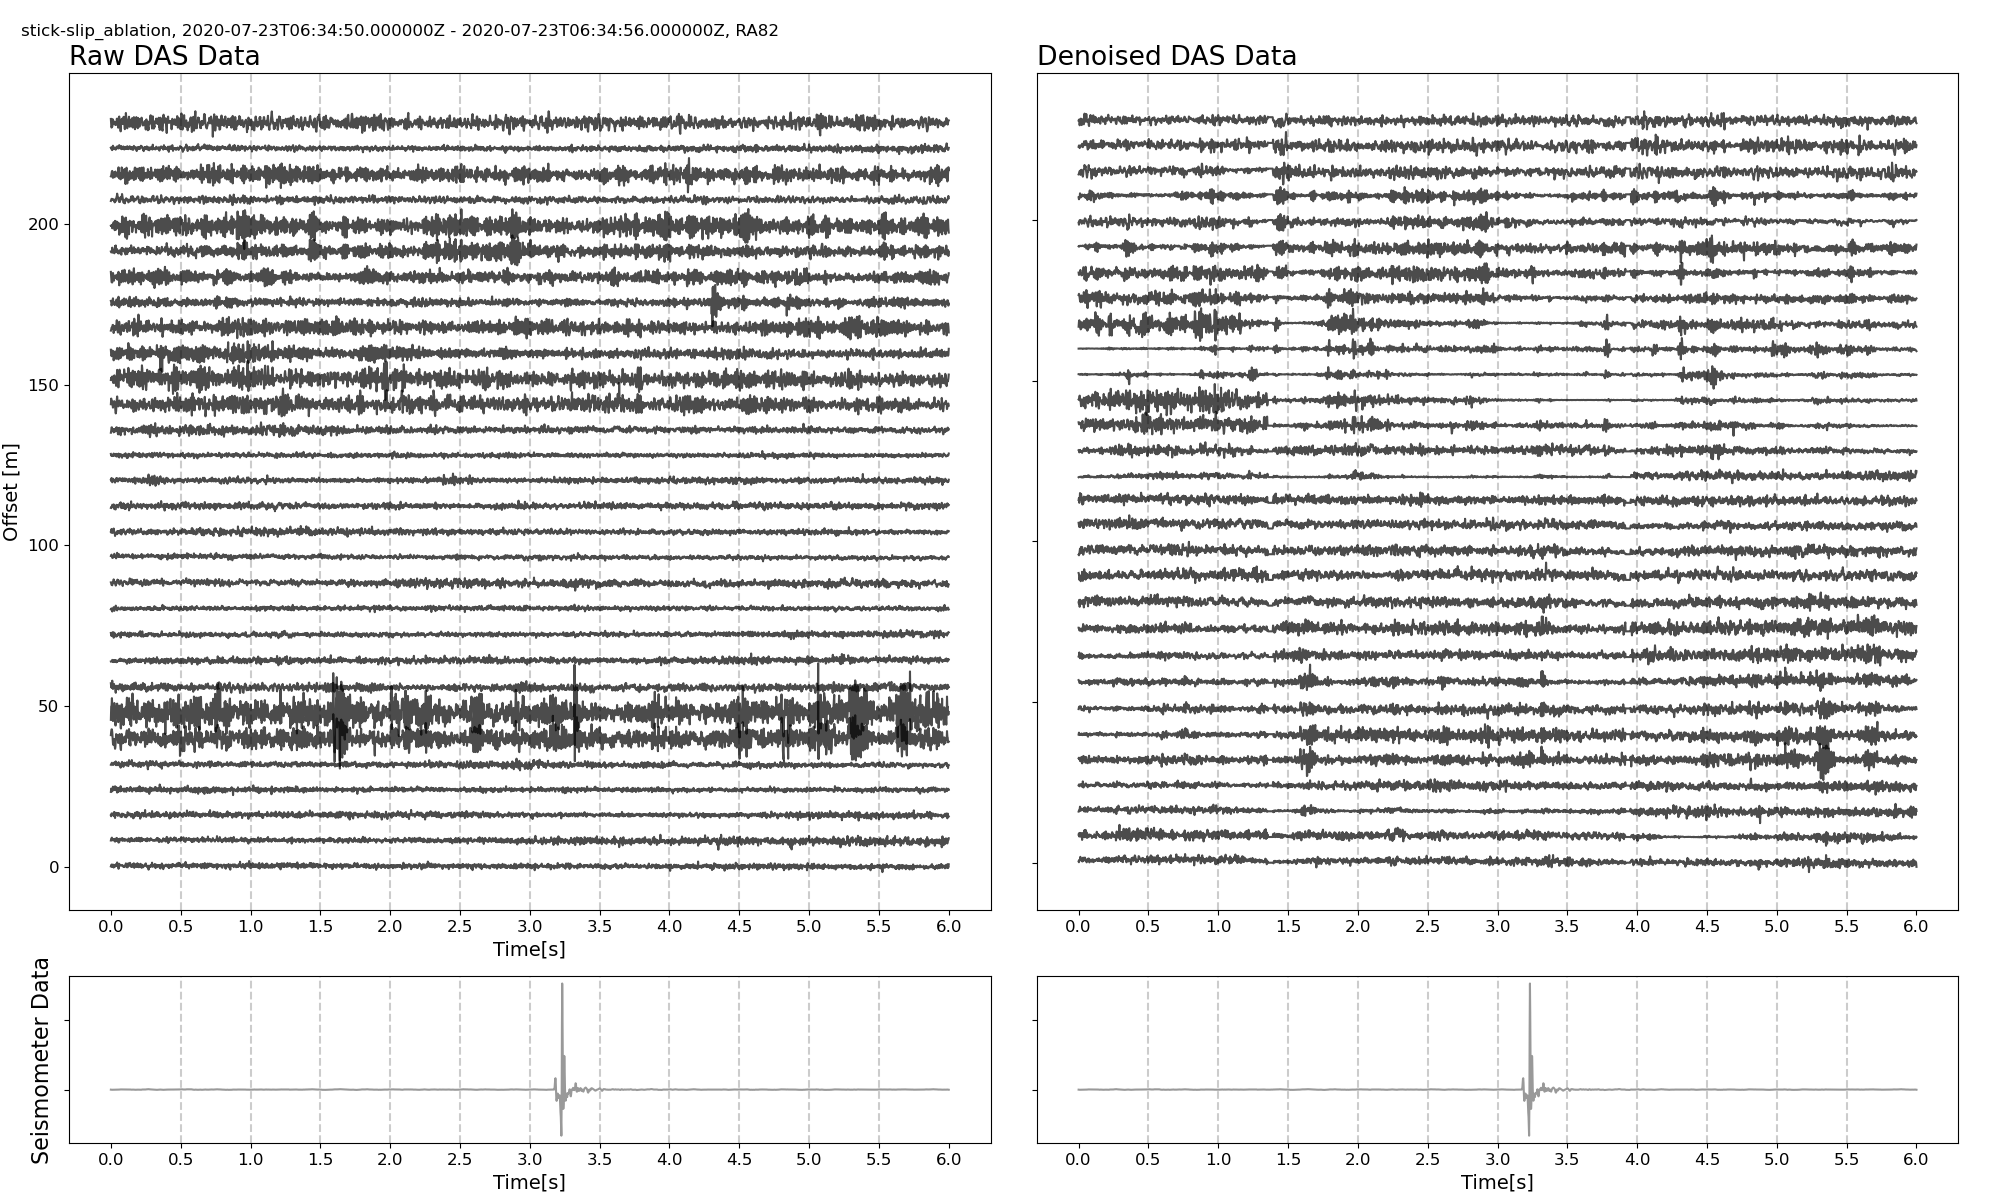 stick-slip_ablation, 2020-07-23T06:34:50.000000Z - 2020-07-23T06:34:56.000000Z, RA82
Raw DAS Data
Denoised DAS Data
Offset [m]
200
150
100
50
0
0.0 0.5 1.0 1.5 2.0 2.5 3.0 3.5 4.0 4.5 5.0 5.5 6.0
Time[s]
0.0 0.5 1.0 1.5 2.0 2.5 3.0 3.5 4.0 4.5 5.0 5.5 6.0
Seismometer Data
0.0 0.5 1.0 1.5 2.0 2.5 3.0 3.5 4.0 4.5 5.0 5.5 6.0
Time[s]
0.0 0.5 1.0 1.5 2.0 2.5 3.0 3.5 4.0 4.5 5.0 5.5 6.0
Time[s]